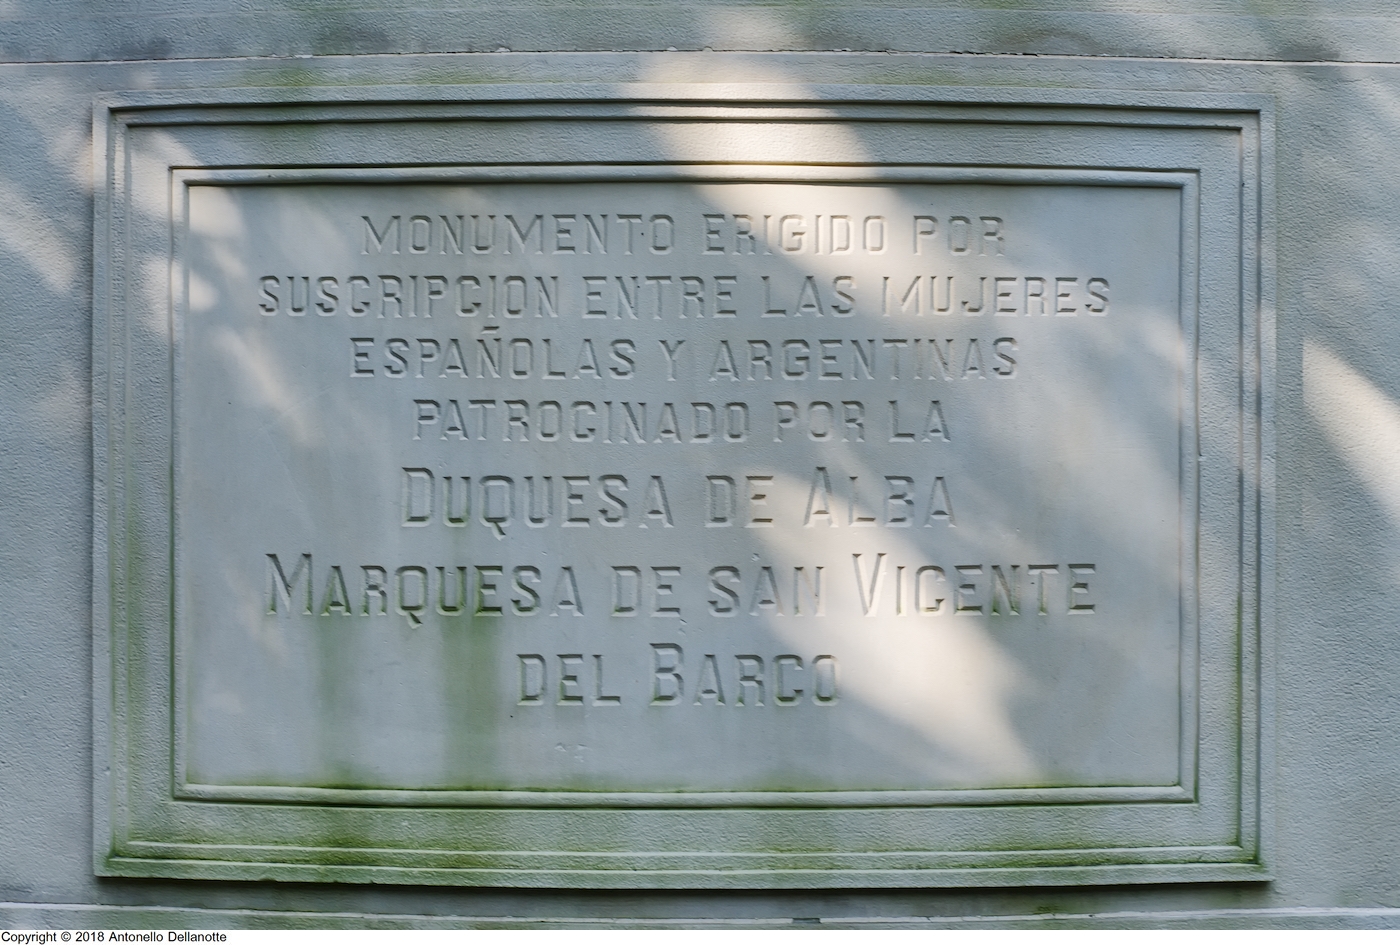 MONUMENTO ERIGIDO POR
SUSCRIPCION ENTRE LAS MUJERES
ESPAÑOLAS Y ARGENTINAS
PATROCINADO POR LA
DUQUESA DE ALBA
MARQUESA DE SAN VICENTE
DEL BARCO
Copyright © 2018 Antonello Dellanotte